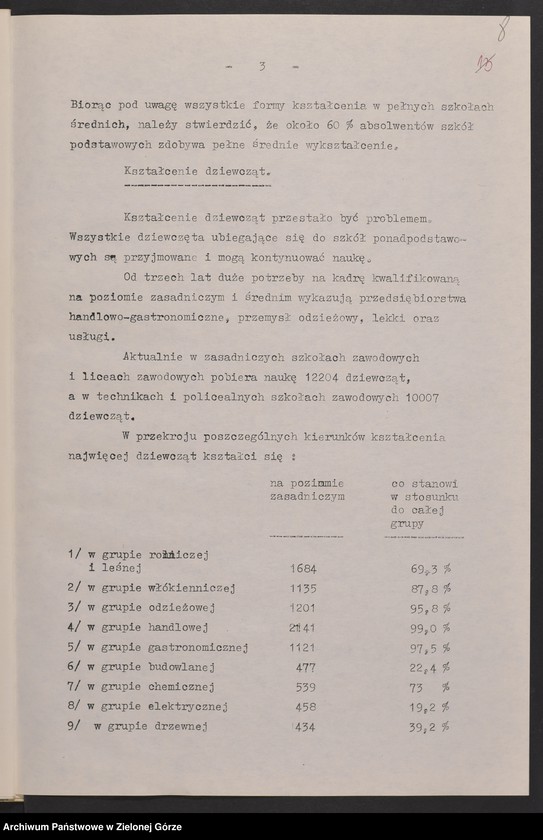 8
- 3 -
15
Biorąc pod uwagę wszystkie formy kształcenia w pełnych szkołach
średnich, należy stwierdzić, że około 60 % absolwentów szkół
podstawowych zdobywa pełne średnie wykształcenie.
Kształcenie dziewcząt.
Kształcenie dziewcząt przestało być problemem.
Wszystkie dziewczęta ubiegające się do szkół ponadpodstawo-
wych są przyjmowane i mogą kontynuować naukę.
Od trzech lat duże potrzeby na kadrę kwalifikowaną
na poziomie zasadniczym i średnim wykazują przedsiębiorstwa
handlowo-gastronomiczne, przemysł odzieżowy, lekki oraz
usługi.
Aktualnie w zasadniczych szkołach zawodowych
i liceach zawodowych pobiera naukę 12204 dziewcząt,
a w technikach i policealnych szkołach zawodowych 10007
dziewcząt.
W przekroju poszczególnych kierunków kształcenia
najwięcej dziewcząt kształci się :
na poziomie co stanowi
zasadniczym w stosunku
do całej
grupy
1/ w grupie rolniczej
i leśnej 1684 69,3 %
2/ w grupie włókienniczej 1135 87,8 %
3/ w grupie odzieżowej 1201 95,8 %
4/ w grupie handlowej 2141 99,0 %
5/ w grupie gastronomicznej 1121 97,5 %
6/ w grupie budowlanej 477 22,4 %
7/ w grupie chemicznej 539 73 %
8/ w grupie elektrycznej 458 19,2 %
9/ w grupie drzewnej 434 39,2 %
Archiwum Państwowe w Zielonej Górze